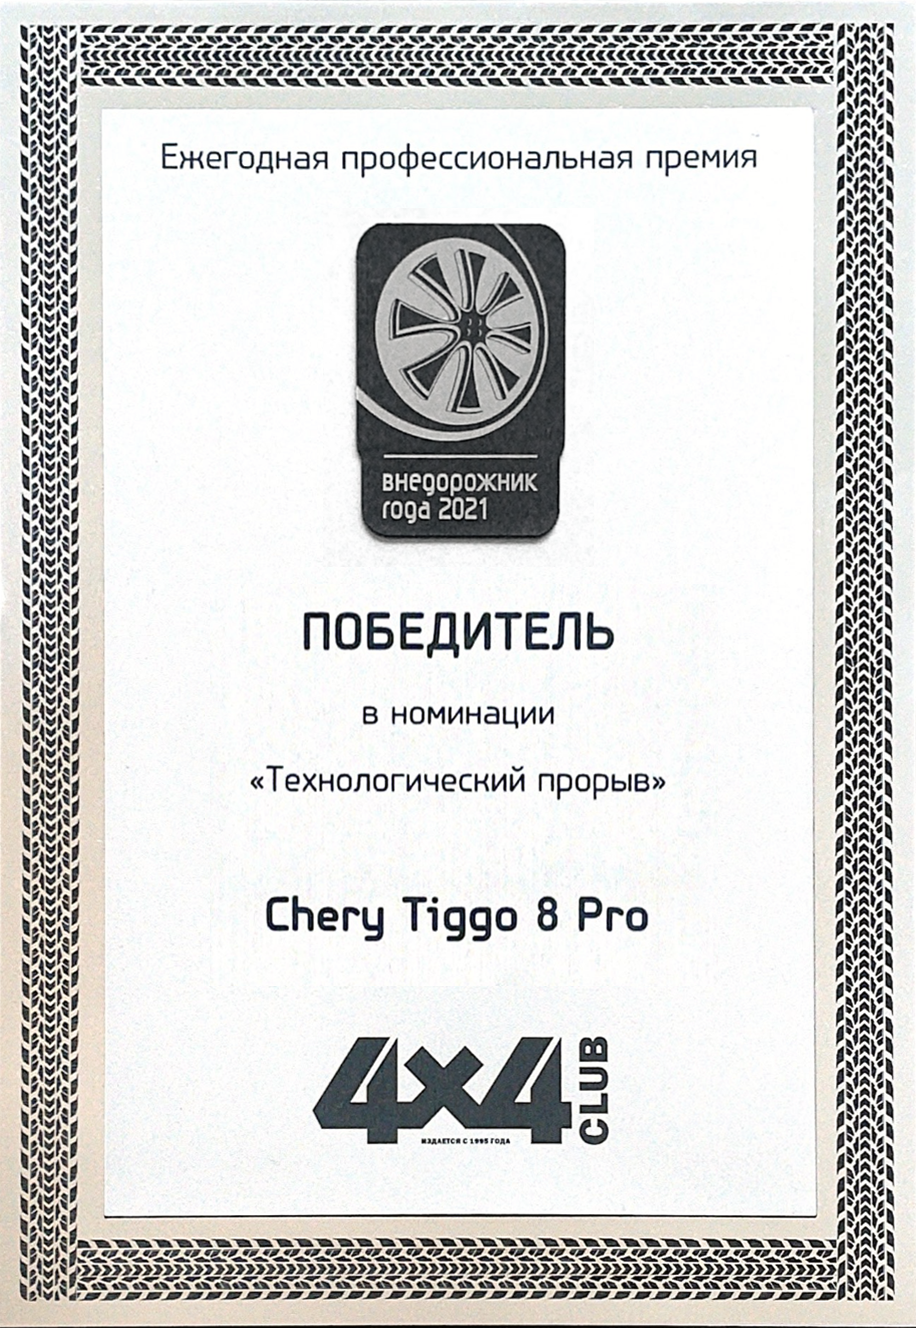 Ежегодная профессиональная премия
внедорожник
года 2021
ПОБЕДИТЕЛЬ
в номинации
«Технологический прорыв»
Chery Tiggo 8 Pro
4x4
CLUB
ИЗДАЕТСЯ С 1995 ГОДА